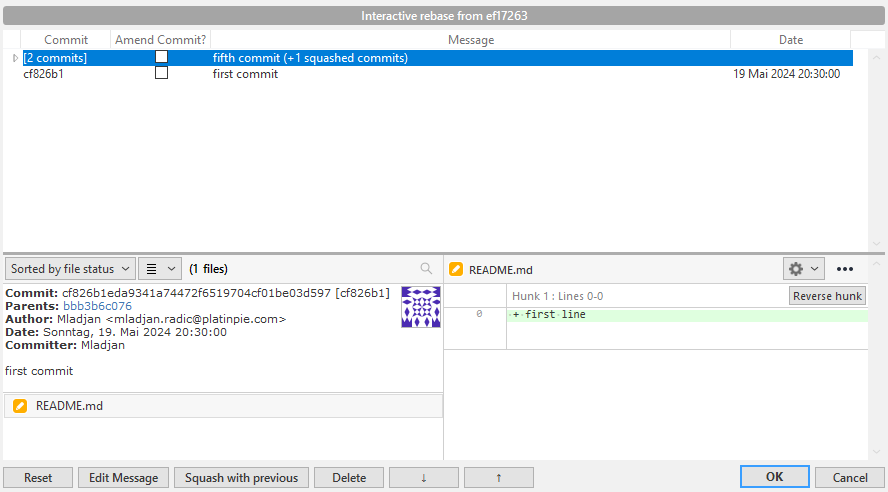 Interactive rebase from ef17263
Commit Amend Commit? Message Date
[2 commits] fifth commit (+1 squashed commits)
cf826b1 first commit 19 Mai 2024 20:30:00
Sorted by file status (1 files)
Commit: cf826b1eda9341a74472f6519704cf01be03d597 [cf826b1]
Parents: bbb3b6c076
Author: Mladjan <mladjan.radic@platinpie.com>
Date: Sonntag, 19. Mai 2024 20:30:00
Committer: Mladjan
first commit
README.md
README.md
Hunk 1 : Lines 0-0 Reverse hunk
0 + first line
Reset Edit Message Squash with previous Delete ↓ ↑ OK Cancel